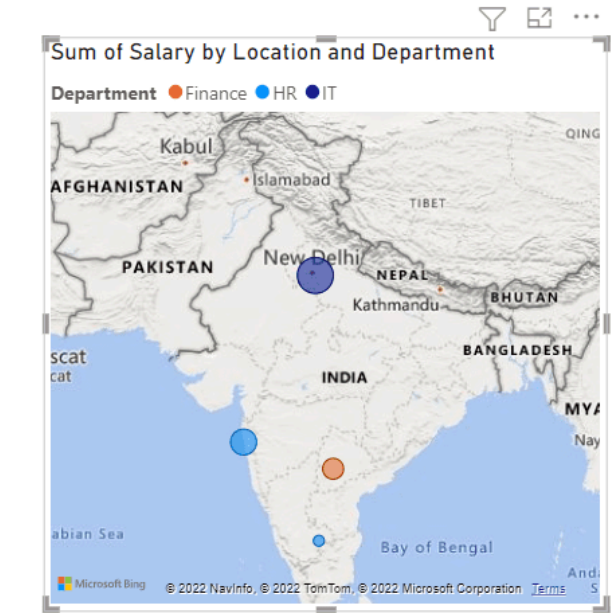 Sum of Salary by Location and Department
Department Finance HR IT
QING
Kabul
Islamabad
AFGHANISTAN
TIBET
New Delhi
PAKISTAN
NEPAL
BHUTAN
Kathmandu
BANGLADESH
scat
cat
INDIA
MYA
Nay
abian Sea
Bay of Bengal
Anda
S
Microsoft Bing © 2022 NavInfo, © 2022 TomTom, © 2022 Microsoft Corporation Terms